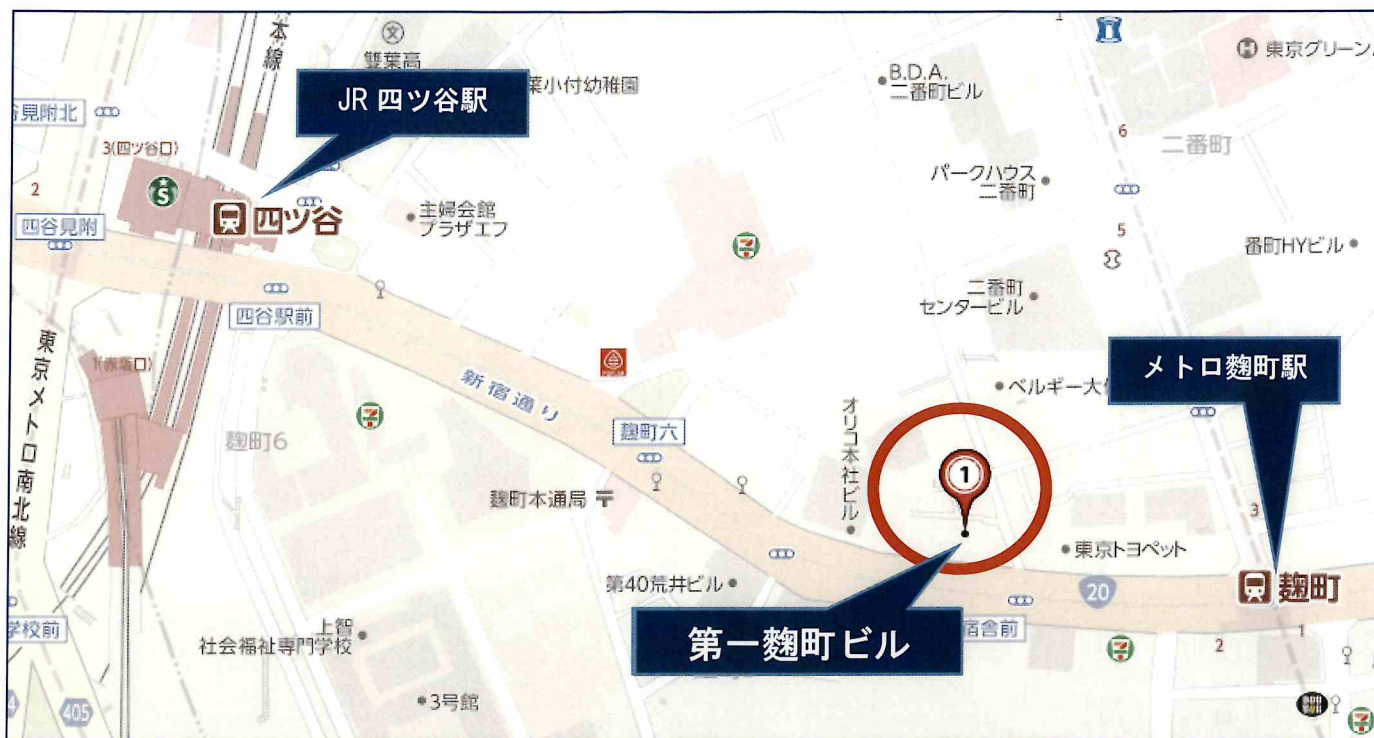 本線
雙葉高
葉小付幼稚園
JR 四ツ谷駅
谷見附北
3(四ツ谷口)
2
四谷見附
四ツ谷
主婦会館
プラザエフ
四谷駅前
東京メトロ南北線
1(赤坂口)
麹町6
新宿通り
麹町六
麹町本通局
第40荒井ビル
上智
社会福祉専門学校
3号館
学校前
405
B.D.A.
二番町ビル
H 東京グリーン
6
二番町
パークハウス
二番町
5
番町HYビル
二番町
センタービル
メトロ麹町駅
ベルギー大
オリコ本社ビル
1
3
東京トヨペット
20
麹町
第一麹町ビル
宿舎前
2
1